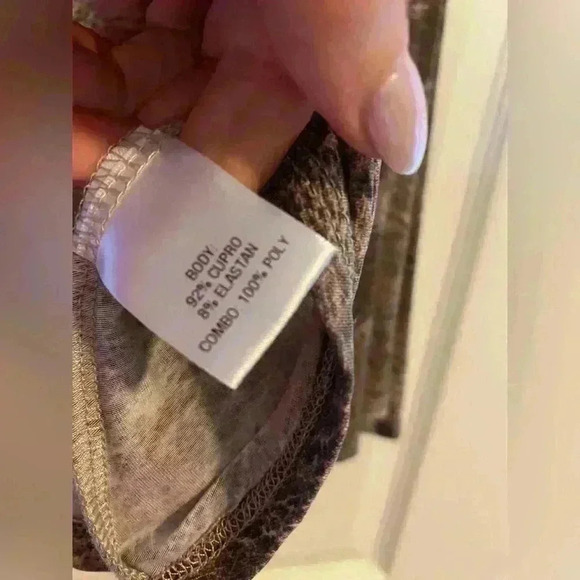 BODY:
92% CUPRO
8% ELASTAN
COMBO 100% POLY